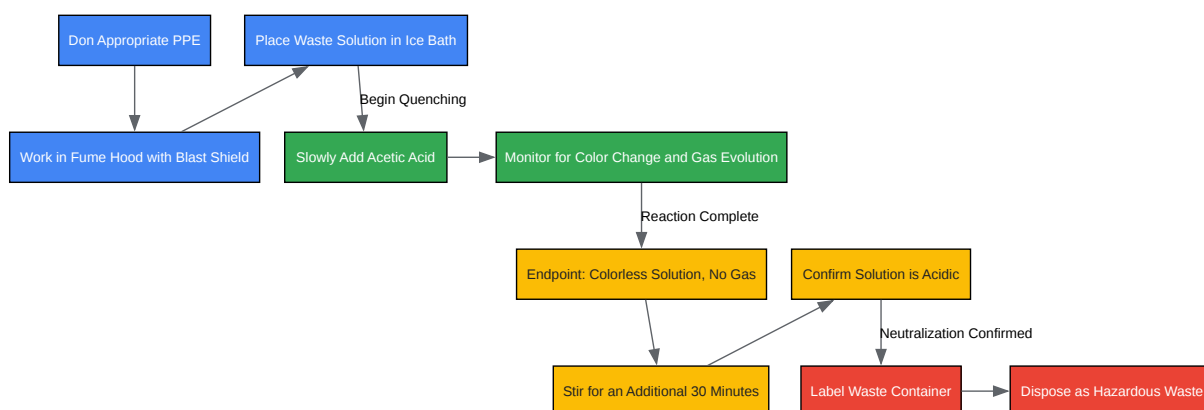 Don Appropriate PPE
Place Waste Solution in Ice Bath
Begin Quenching
Work in Fume Hood with Blast Shield
Slowly Add Acetic Acid
Monitor for Color Change and Gas Evolution
Reaction Complete
Endpoint: Colorless Solution, No Gas
Confirm Solution is Acidic
Neutralization Confirmed
Stir for an Additional 30 Minutes
Label Waste Container
Dispose as Hazardous Waste